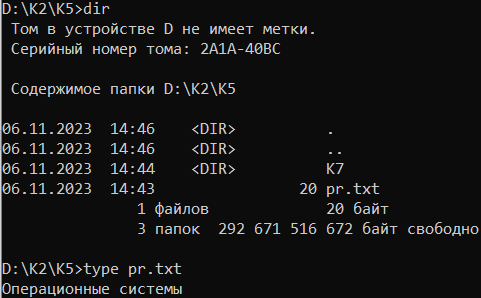 D:\K2\K5>dir
Том в устройстве D не имеет метки.
Серийный номер тома: 2A1A-40BC
Содержимое папки D:\K2\K5
06.11.2023 14:46 <DIR> .
06.11.2023 14:46 <DIR> ..
06.11.2023 14:44 <DIR> K7
06.11.2023 14:43 20 pr.txt
1 файлов 20 байт
3 папок 292 671 516 672 байт свободно
D:\K2\K5>type pr.txt
Операционные системы